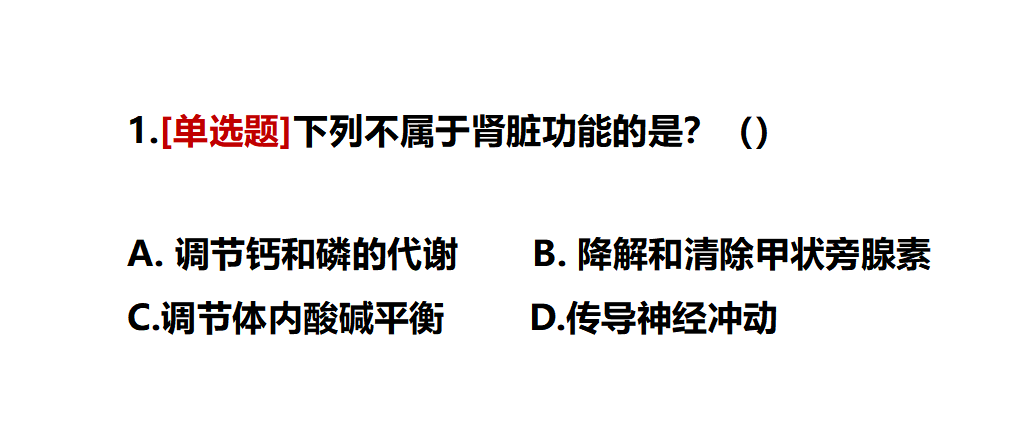 1.[单选题]下列不属于肾脏功能的是？（）
A. 调节钙和磷的代谢 B. 降解和清除甲状旁腺素
C.调节体内酸碱平衡 D.传导神经冲动